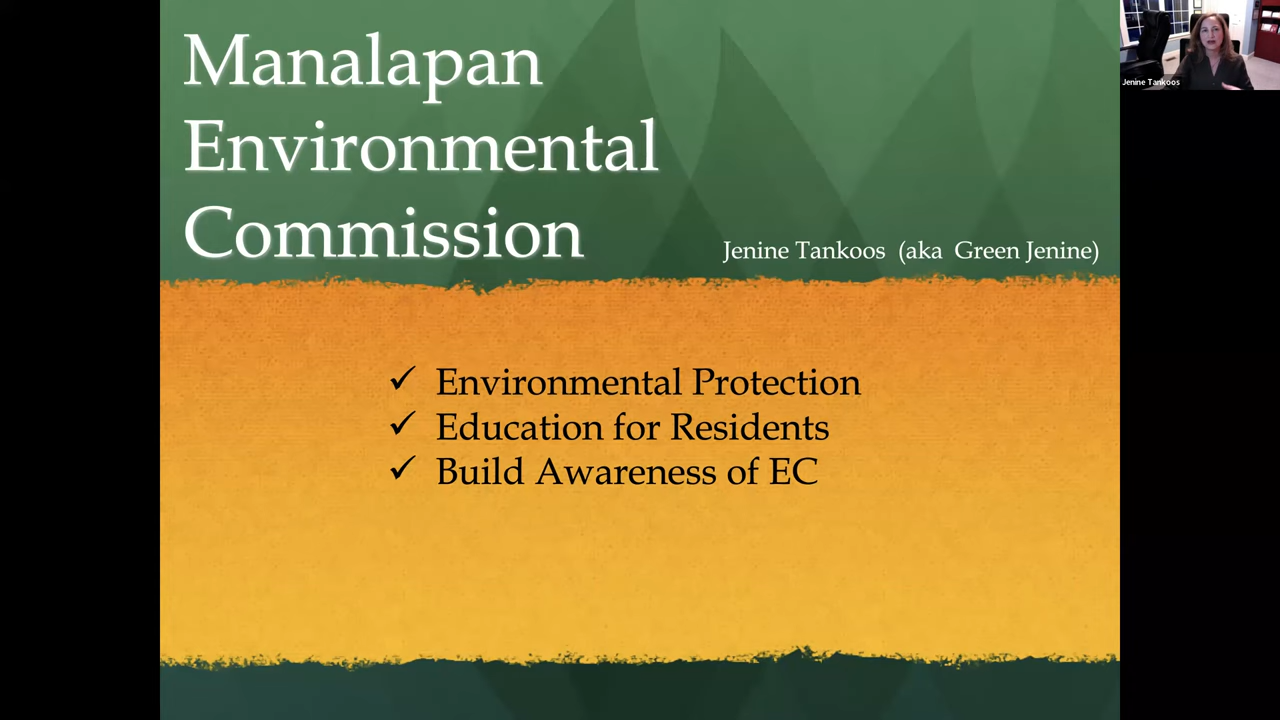 Manalapan
Environmental
Commission
Jenine Tankoos (aka Green Jenine)
✓ Environmental Protection
✓ Education for Residents
✓ Build Awareness of EC
Jenine Tankoos